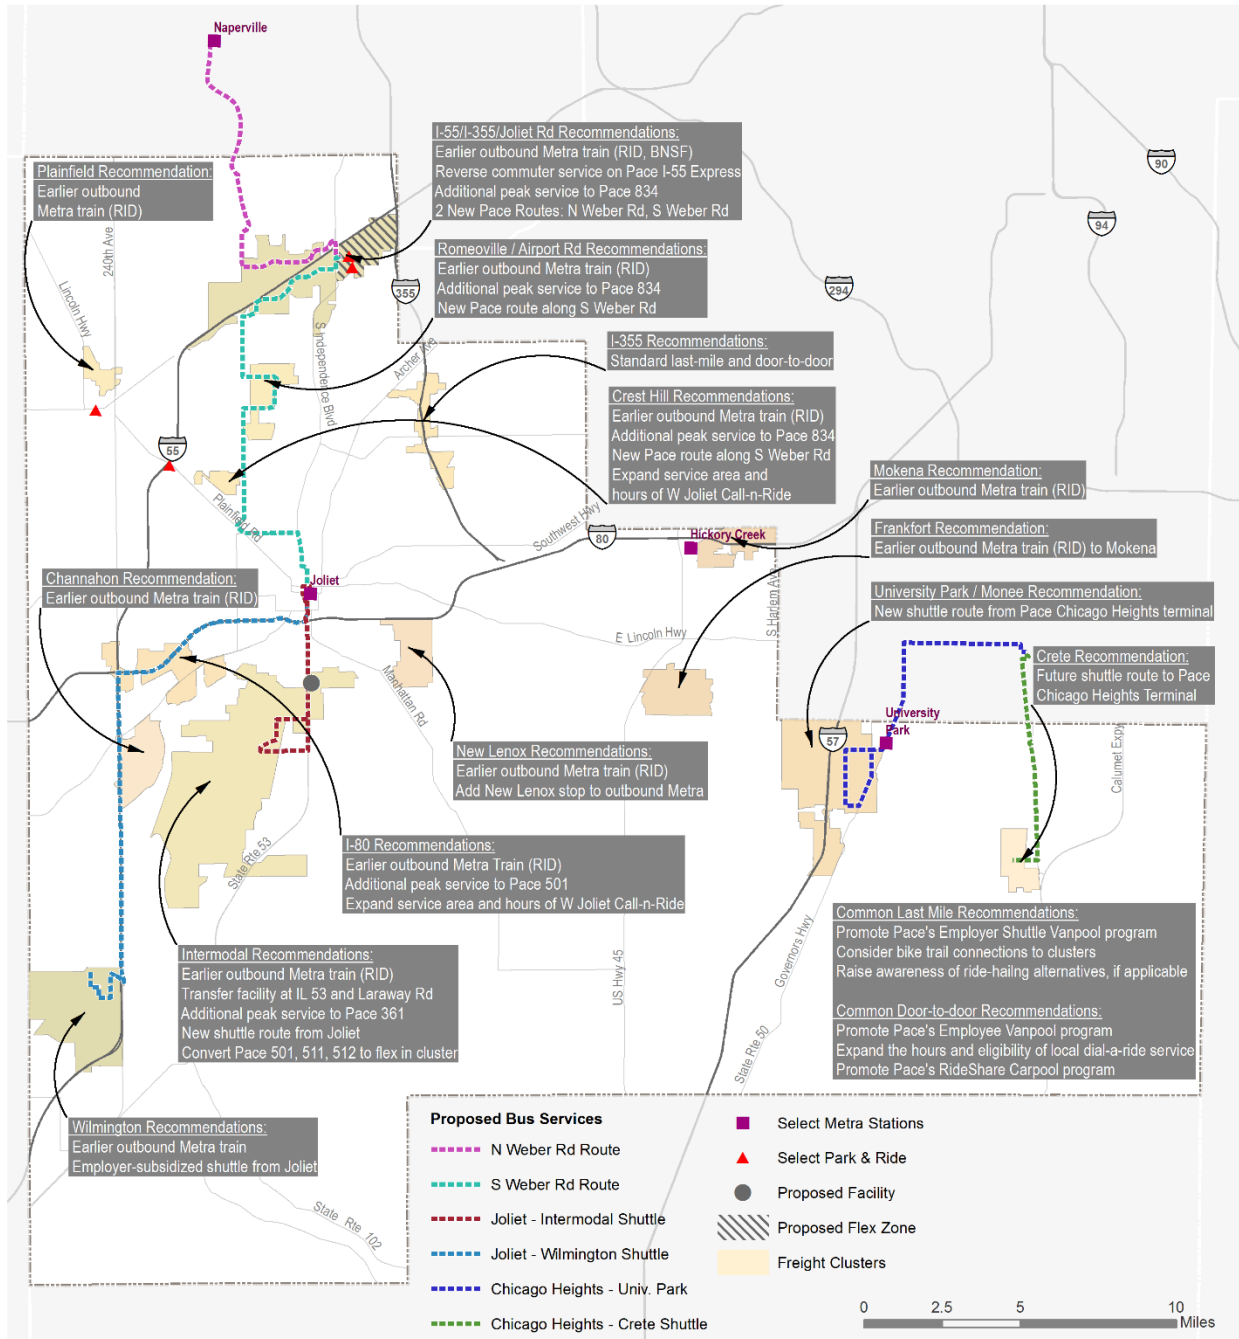 Naperville
I-55/I-355/Joliet Rd Recommendations:
Earlier outbound Metra train (RID, BNSF)
Reverse commuter service on Pace I-55 Express
Additional peak service to Pace 834
2 New Pace Routes: N Weber Rd, S Weber Rd
90
Plainfield Recommendation:
Earlier outbound
Metra train (RID)
94
240th Ave
Romeoville / Airport Rd Recommendations:
Earlier outbound Metra train (RID)
Additional peak service to Pace 834
New Pace route along S Weber Rd
294
355
Lincoln Hwy
S Independence Blvd
Archer Ave
I-355 Recommendations:
Standard last-mile and door-to-door
Crest Hill Recommendations:
Earlier outbound Metra train (RID)
Additional peak service to Pace 834
New Pace route along S Weber Rd
Expand service area and
hours of W Joliet Call-n-Ride
55
Plainfield Rd
Mokena Recommendation:
Earlier outbound Metra train (RID)
Southwest Hwy
80
Hickory Creek
Frankfort Recommendation:
Earlier outbound Metra train (RID) to Mokena
Channahon Recommendation:
Earlier outbound Metra train (RID)
Joliet
S Harlem Ave
University Park / Monee Recommendation:
New shuttle route from Pace Chicago Heights terminal
E Lincoln Hwy
Crete Recommendation:
Future shuttle route to Pace
Chicago Heights Terminal
Manhattan Rd
University
Park
57
Calumet Expy
New Lenox Recommendations:
Earlier outbound Metra train (RID)
Add New Lenox stop to outbound Metra
State Rte 53
I-80 Recommendations:
Earlier outbound Metra Train (RID)
Additional peak service to Pace 501
Expand service area and hours of W Joliet Call-n-Ride
Common Last Mile Recommendations:
Promote Pace's Employer Shuttle Vanpool program
Consider bike trail connections to clusters
Raise awareness of ride-hailng alternatives, if applicable
Common Door-to-door Recommendations:
Promote Pace's Employee Vanpool program
Expand the hours and eligibility of local dial-a-ride service
Promote Pace's RideShare Carpool program
Intermodal Recommendations:
Earlier outbound Metra train (RID)
Transfer facility at IL 53 and Laraway Rd
Additional peak service to Pace 361
New shuttle route from Joliet
Convert Pace 501, 511, 512 to flex in cluster
US Hwy 45
Governors Hwy
State Rte 50
Wilmington Recommendations:
Earlier outbound Metra train
Employer-subsidized shuttle from Joliet
State Rte 102
Proposed Bus Services
N Weber Rd Route
S Weber Rd Route
Joliet - Intermodal Shuttle
Joliet - Wilmington Shuttle
Chicago Heights - Univ. Park
Chicago Heights - Crete Shuttle
Select Metra Stations
Select Park & Ride
Proposed Facility
Proposed Flex Zone
Freight Clusters
0 2.5 5 10
Miles